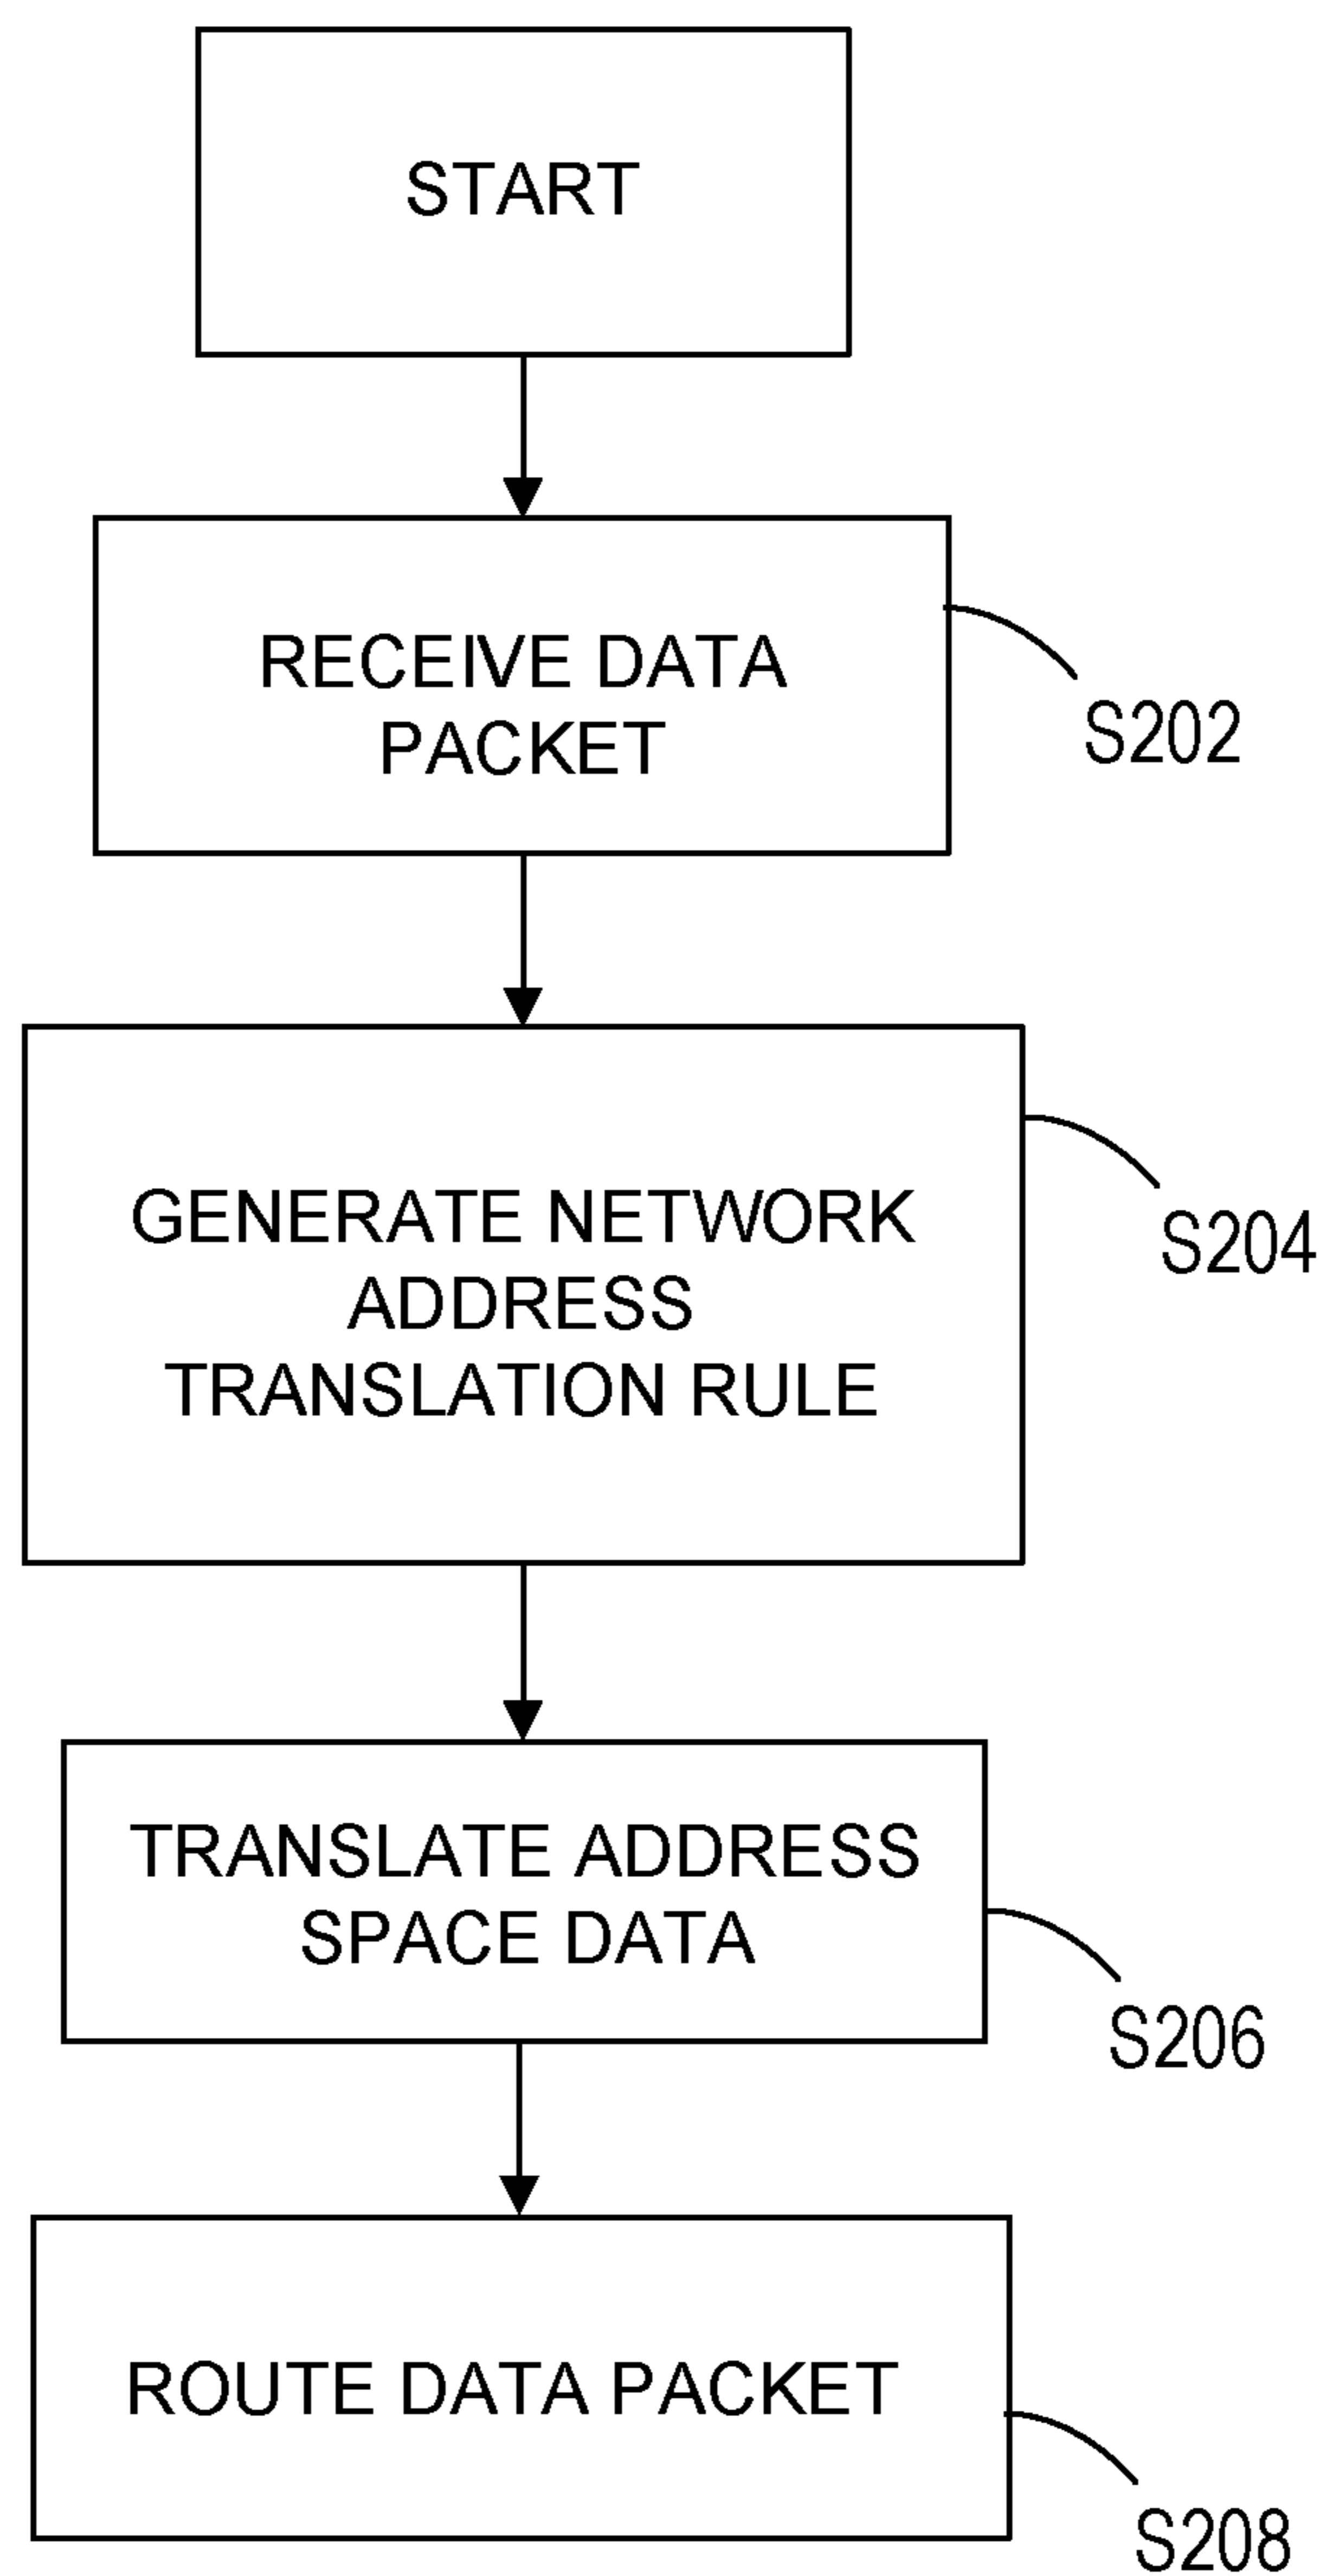 START
RECEIVE DATA
PACKET
S202
GENERATE NETWORK
ADDRESS
TRANSLATION RULE
S204
TRANSLATE ADDRESS
SPACE DATA
S206
ROUTE DATA PACKET
S208